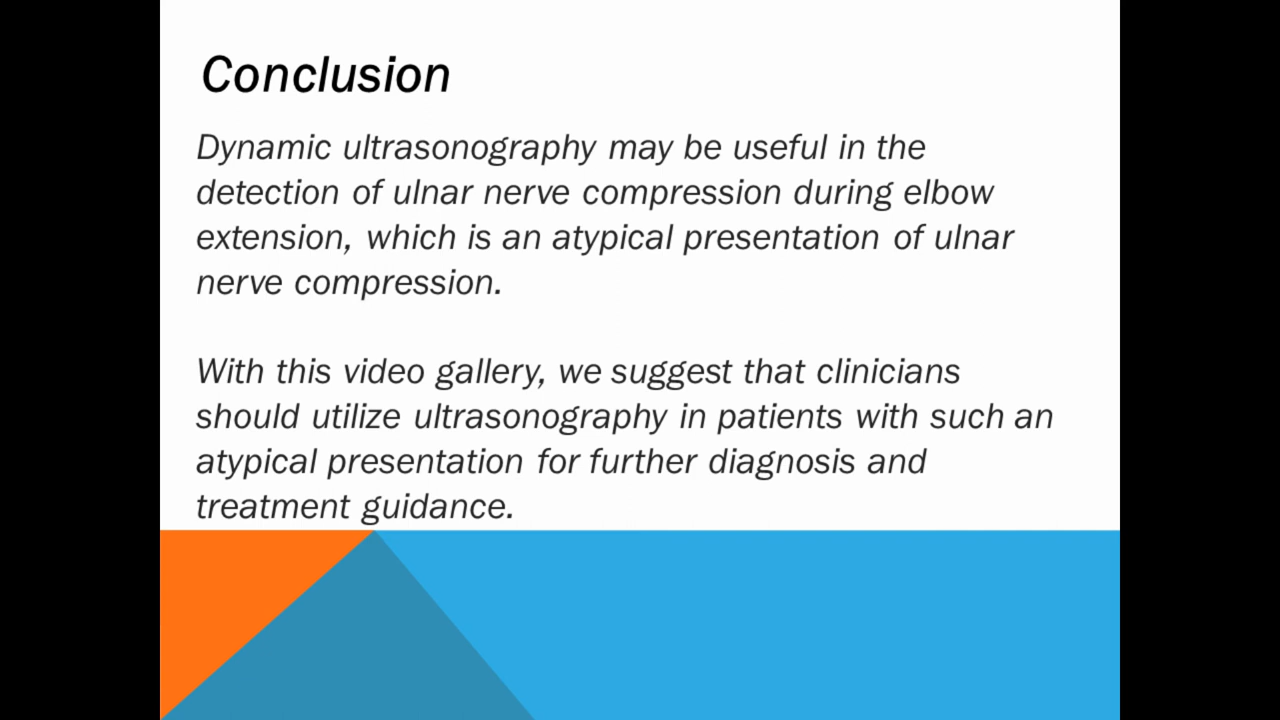 Conclusion
Dynamic ultrasonography may be useful in the
detection of ulnar nerve compression during elbow
extension, which is an atypical presentation of ulnar
nerve compression.
With this video gallery, we suggest that clinicians
should utilize ultrasonography in patients with such an
atypical presentation for further diagnosis and
treatment guidance.